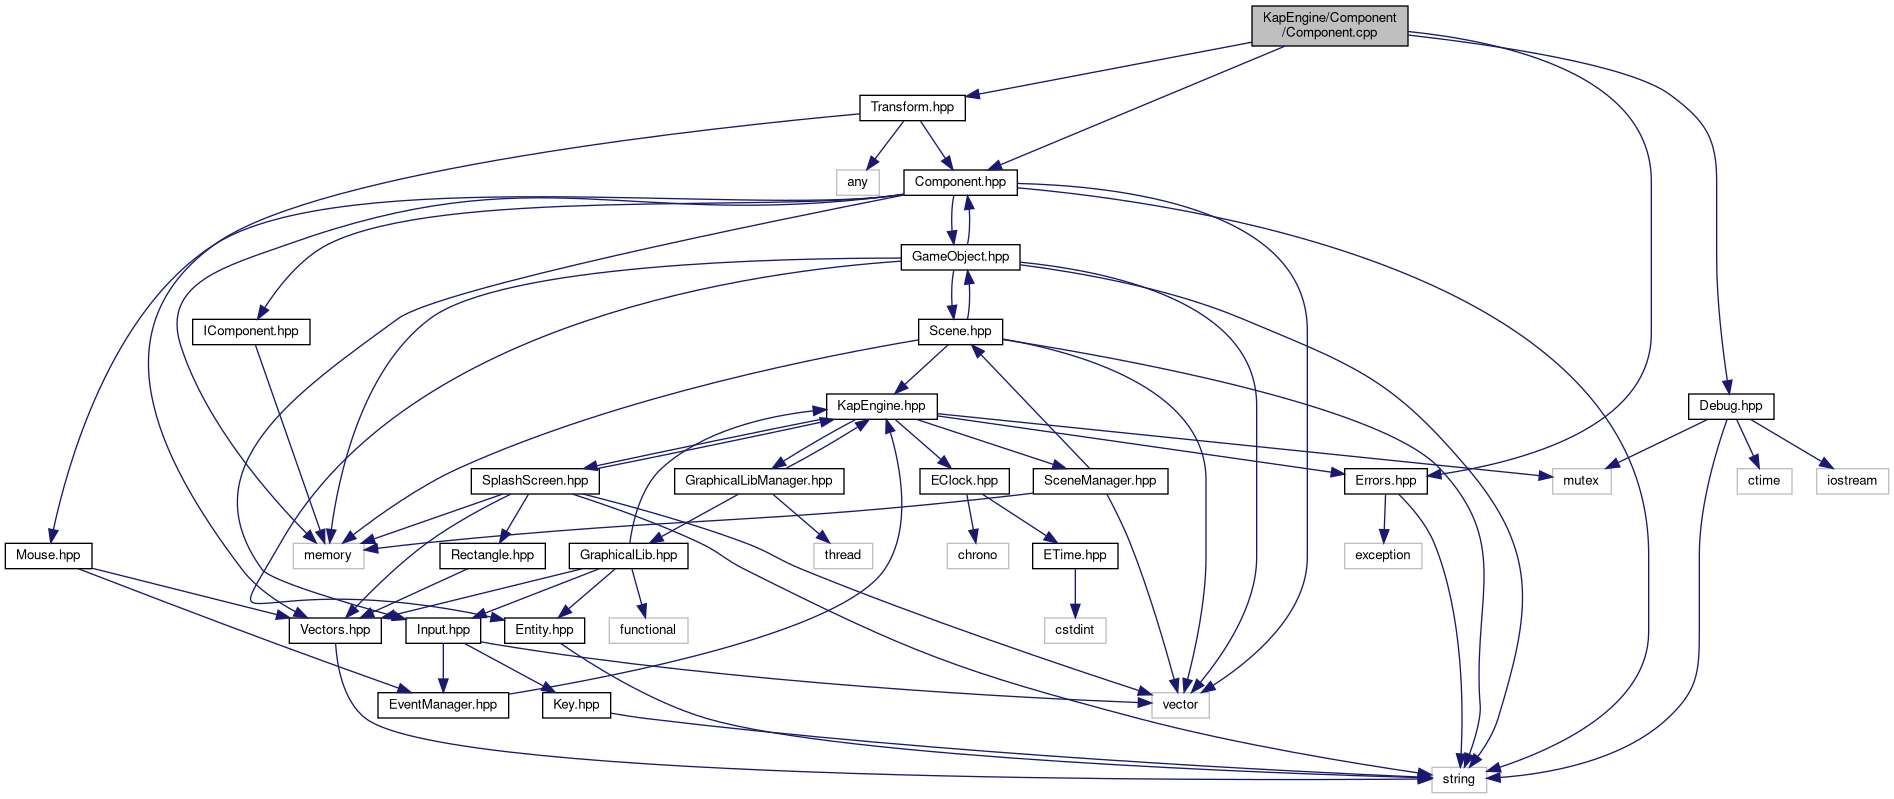 KapEngine/Component
/Component.cpp
Transform.hpp
any
Component.hpp
GameObject.hpp
IComponent.hpp
Scene.hpp
KapEngine.hpp
Debug.hpp
SplashScreen.hpp
GraphicalLibManager.hpp
EClock.hpp
SceneManager.hpp
Errors.hpp
mutex
ctime
iostream
Mouse.hpp
memory
Rectangle.hpp
GraphicalLib.hpp
thread
chrono
ETime.hpp
exception
Vectors.hpp
Input.hpp
Entity.hpp
functional
cstdint
EventManager.hpp
Key.hpp
vector
string